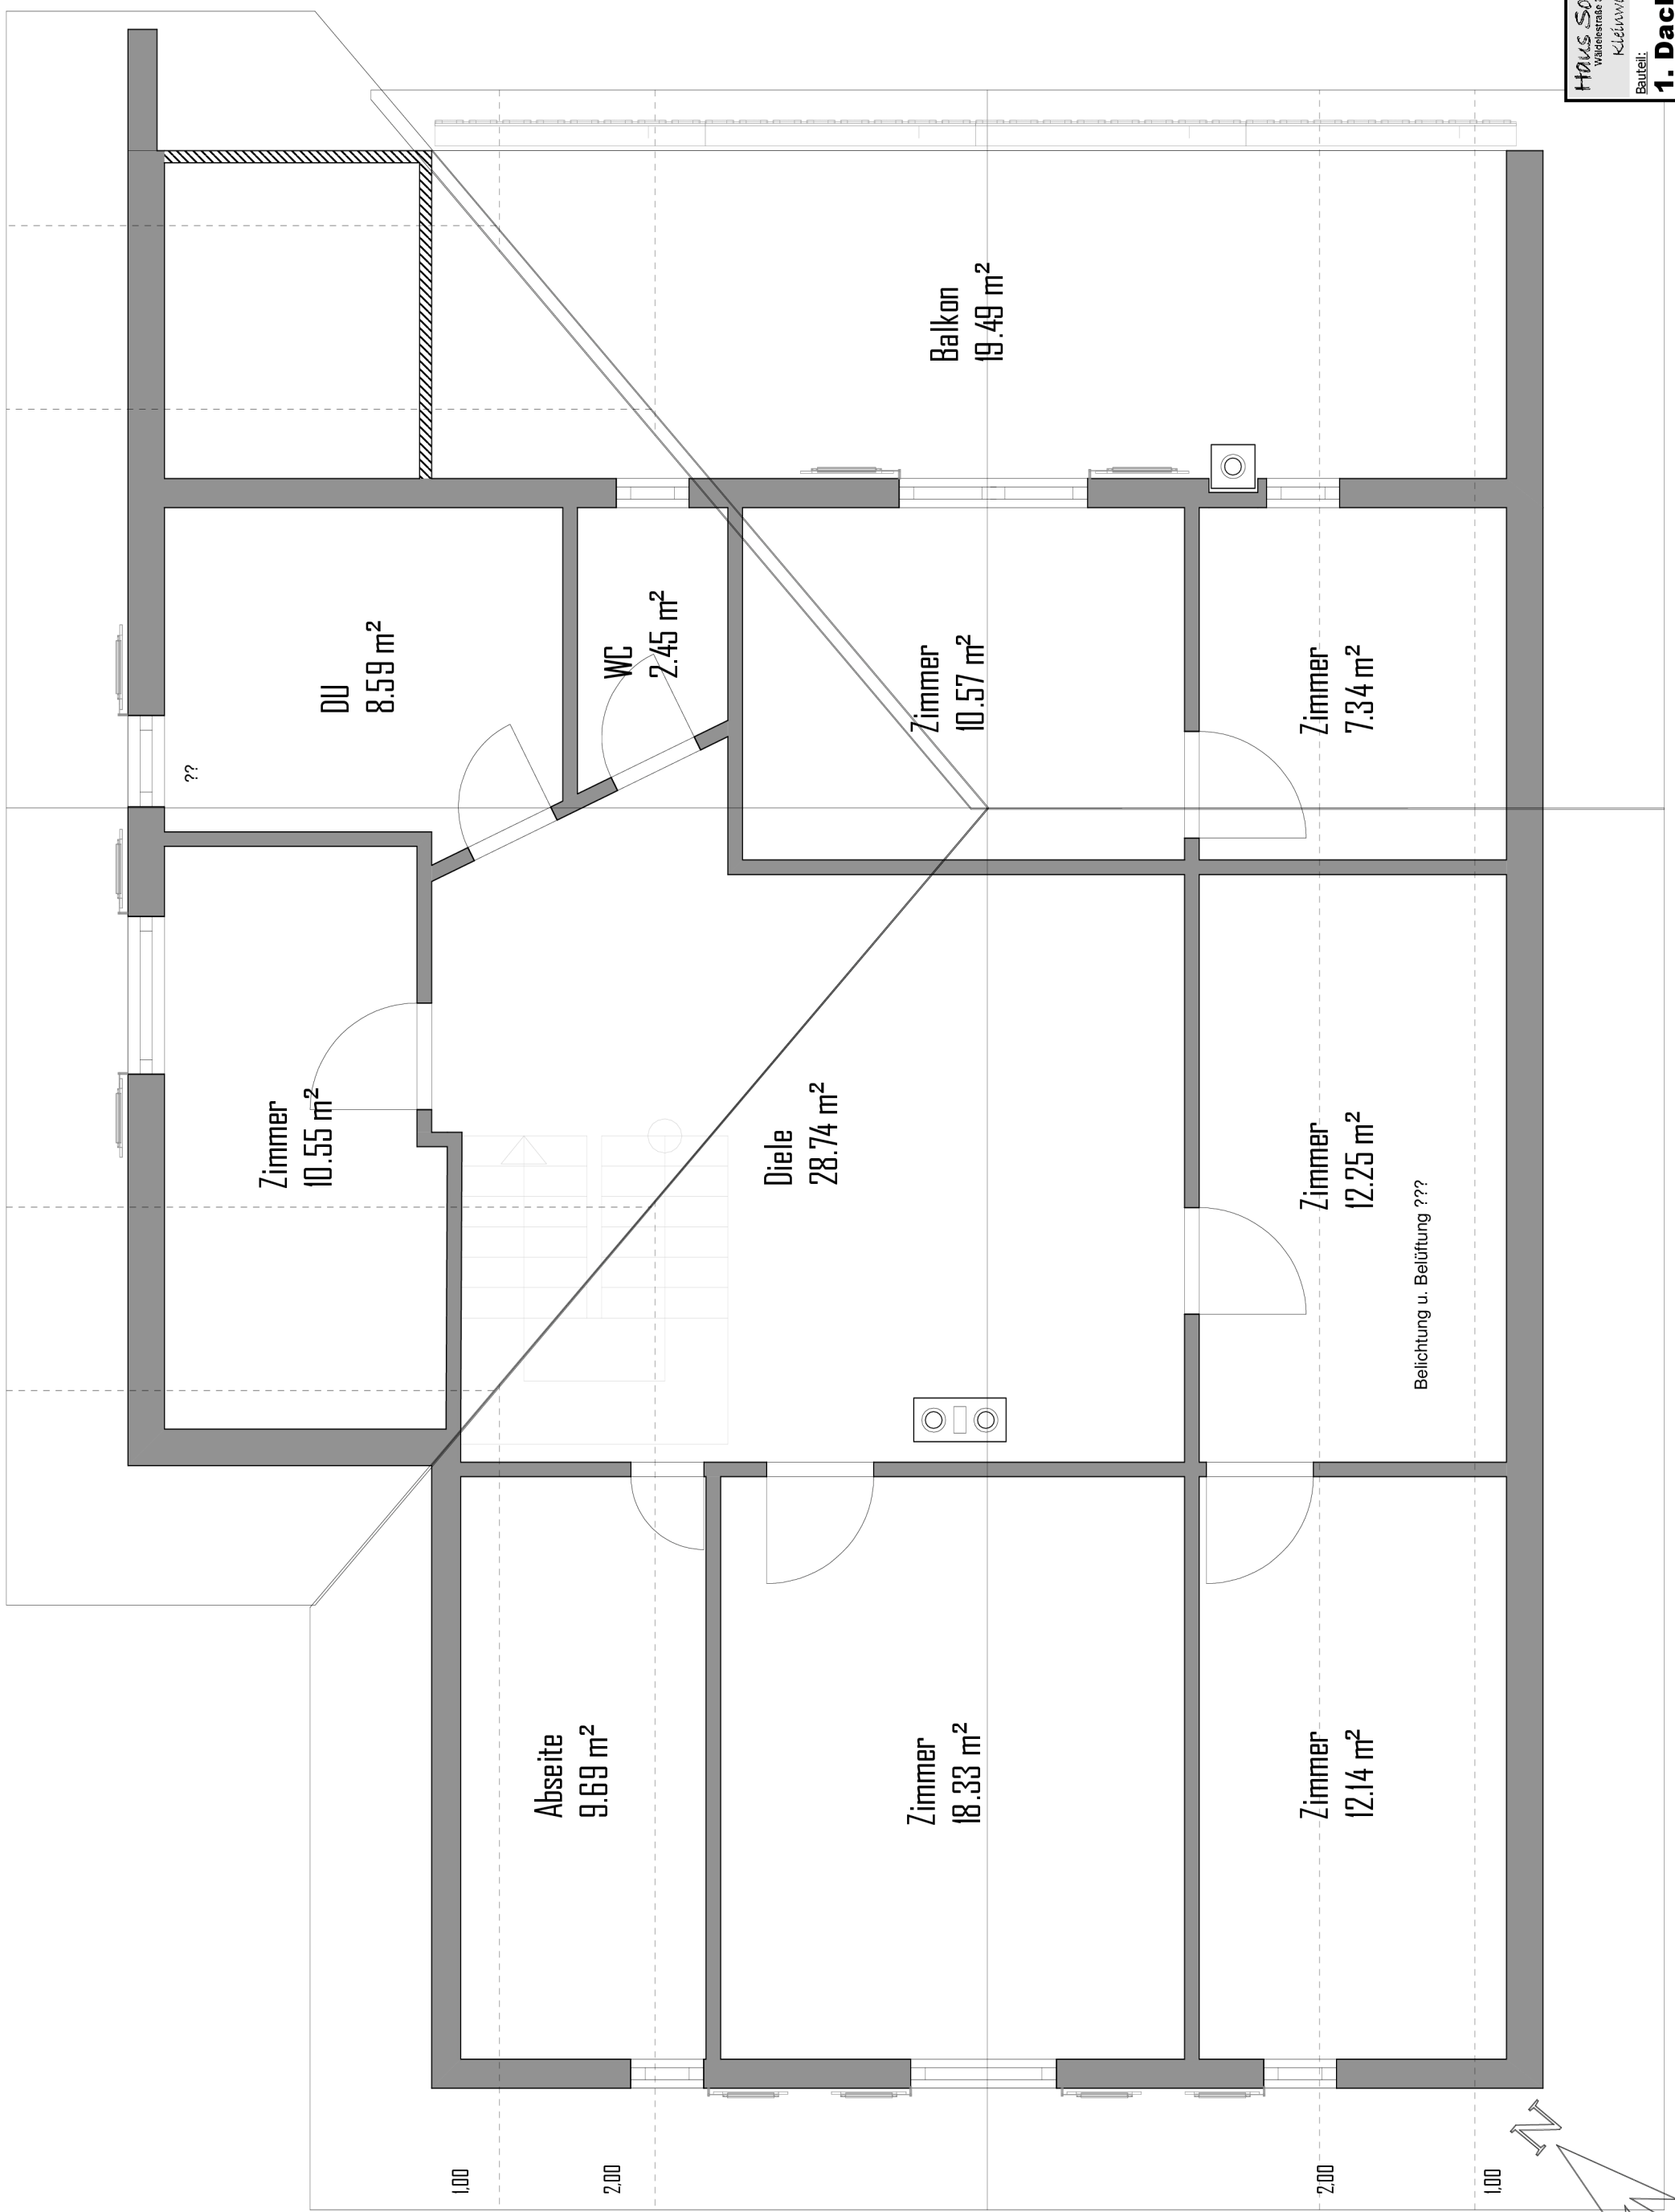 Haus
Bauteil:
??
DU
8.59 m²
WC
2.45 m²
Balkon
19.49 m²
Zimmer
10.57 m²
Zimmer
7.34 m²
Zimmer
10.55 m²
Diele
28.74 m²
Zimmer
12.25 m²
Belichtung u. Belüftung ???
Abseite
9.69 m²
Zimmer
18.33 m²
Zimmer
12.14 m²
1,00
2,00
2,00
1,00
N